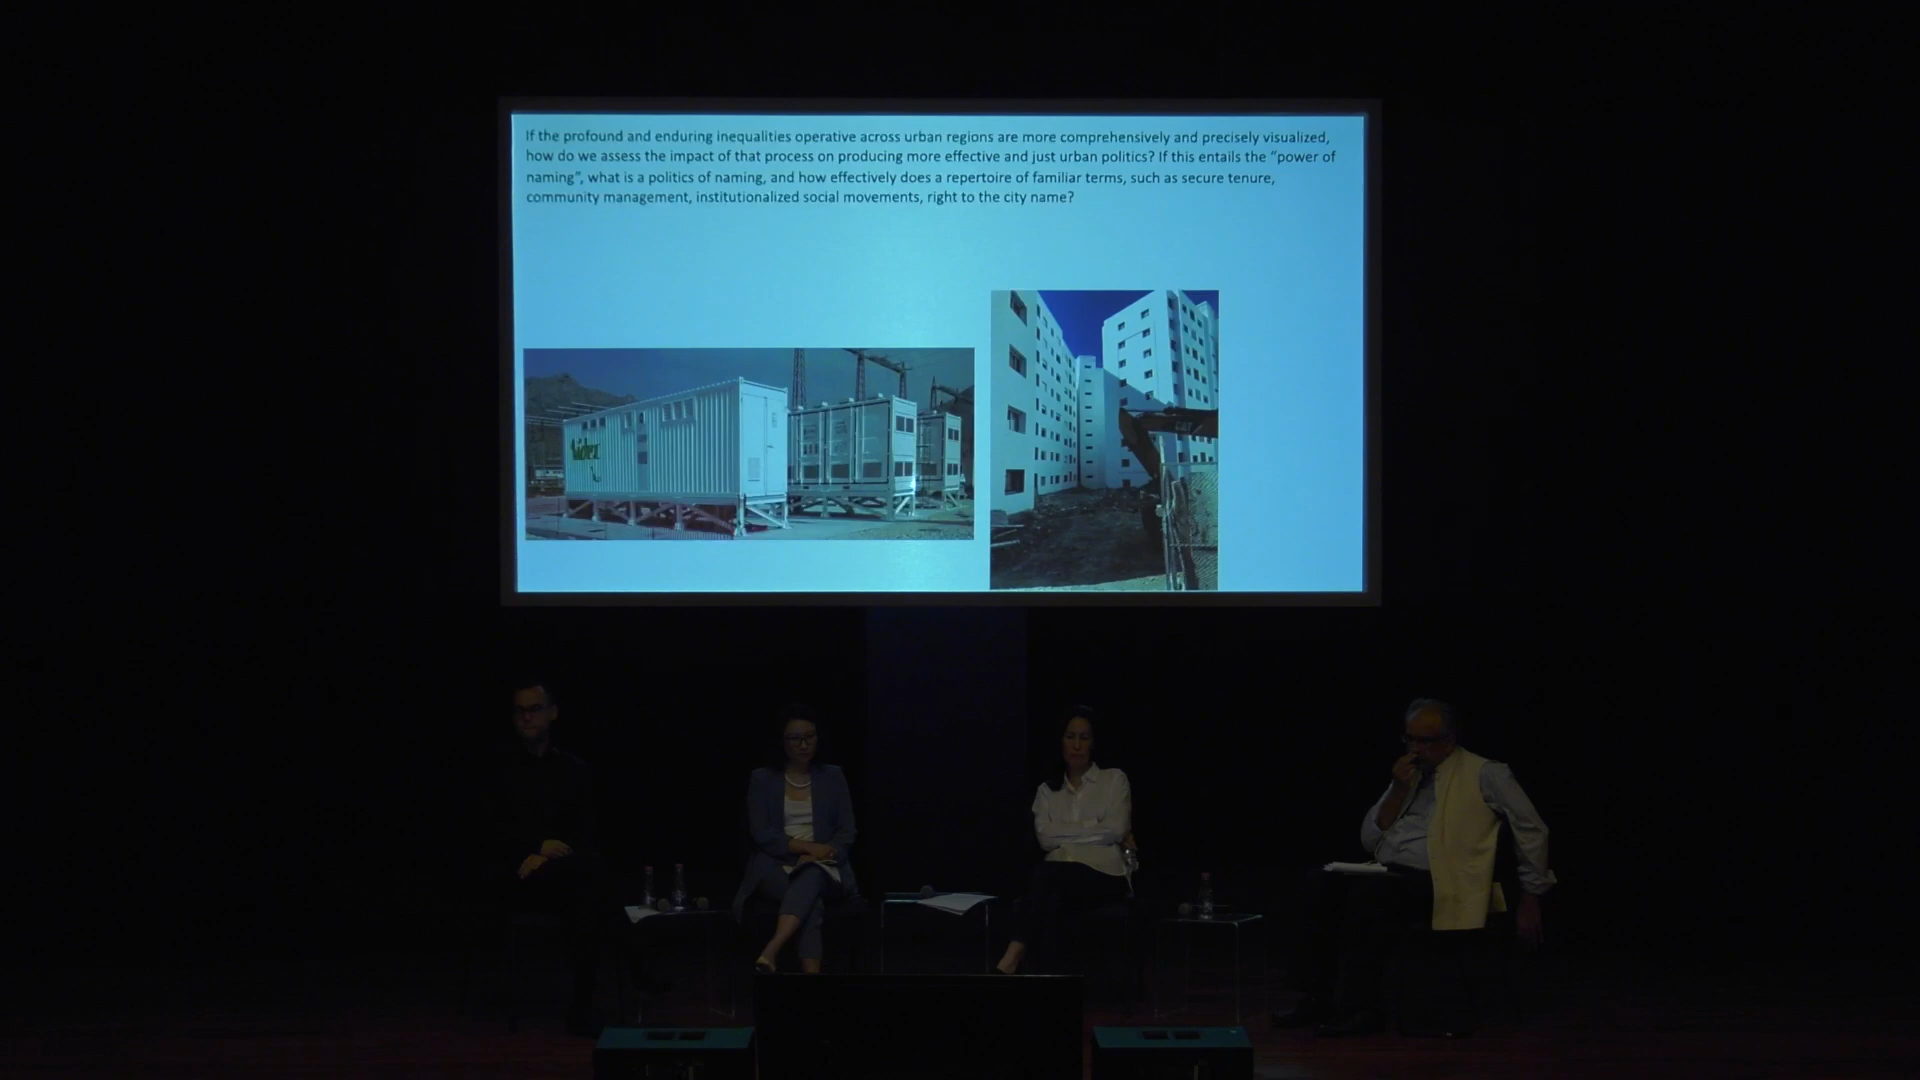 If the profound and enduring inequalities operative across urban regions are more comprehensively and precisely visualized,
how do we assess the impact of that process on producing more effective and just urban politics? If this entails the "power of
naming", what is a politics of naming, and how effectively does a repertoire of familiar terms, such as secure tenure,
community management, institutionalized social movements, right to the city name?
CAT